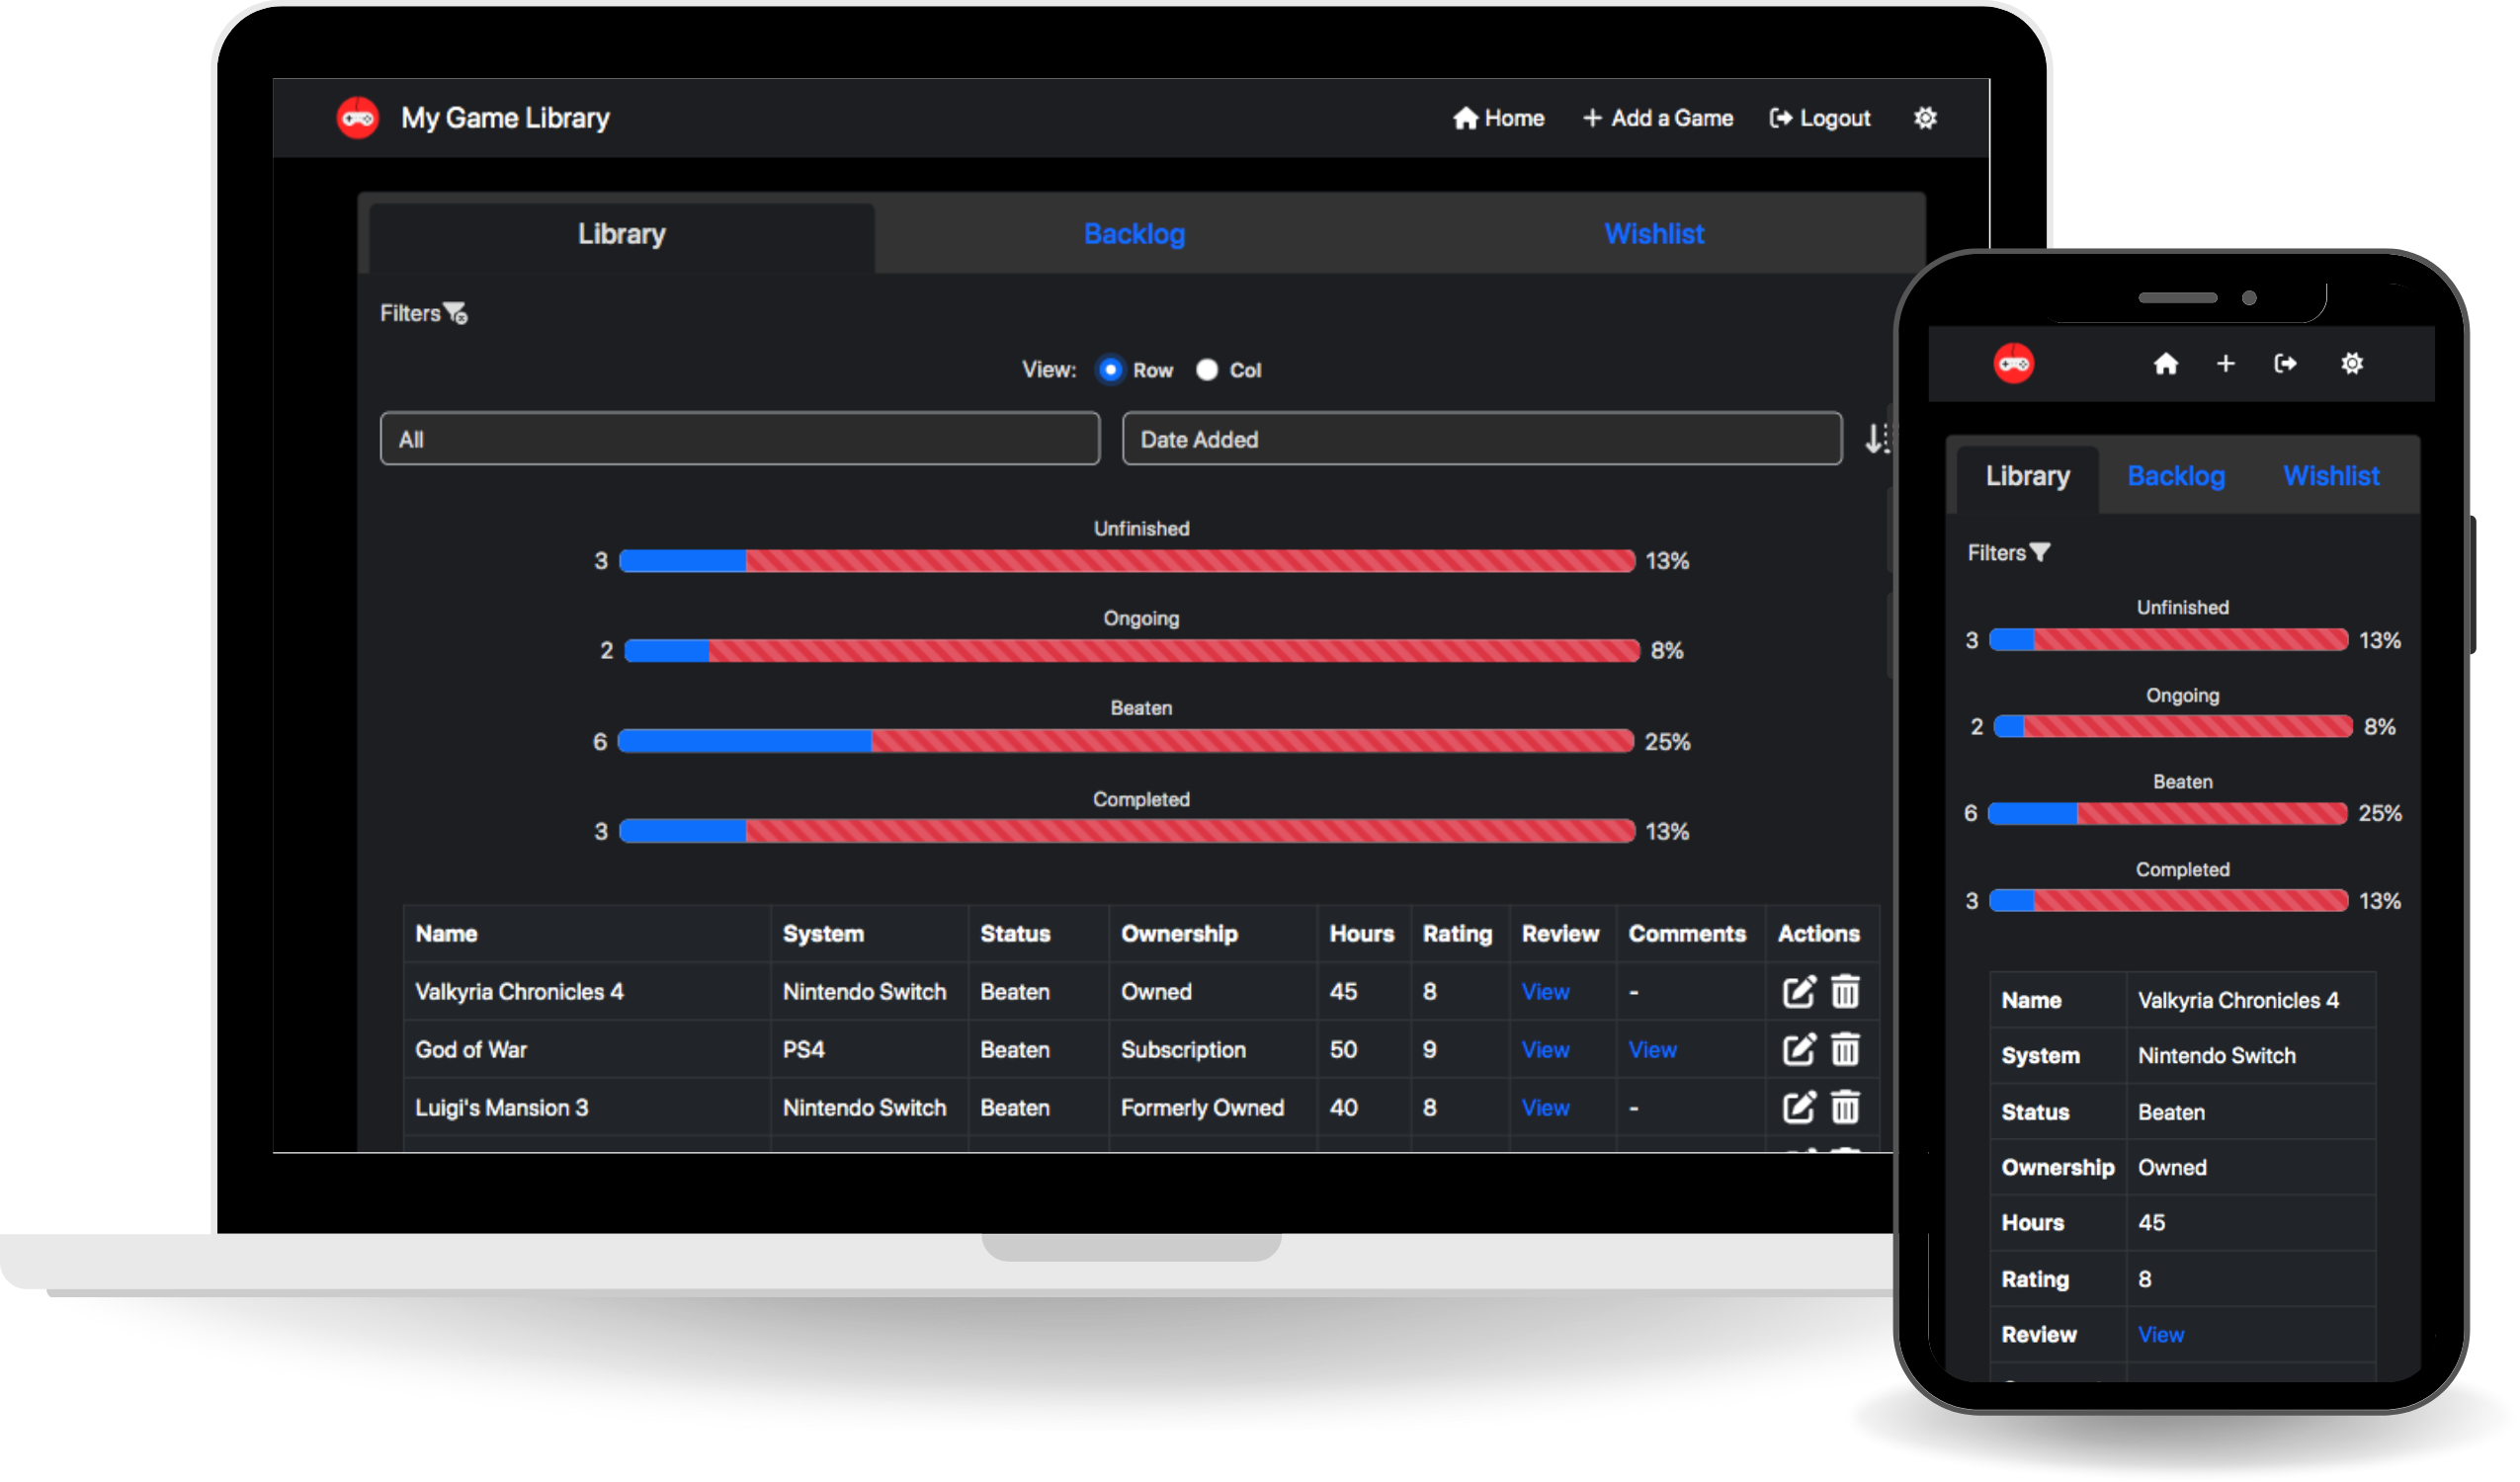 My Game Library
Home + Add a Game Logout
Library Backlog Wishlist
Filters
View: Row Col
All Date Added
Unfinished
3 13%
Ongoing
2 8%
Beaten
6 25%
Completed
3 13%
Name System Status Ownership Hours Rating Review Comments Actions
Valkyria Chronicles 4 Nintendo Switch Beaten Owned 45 8 View -
God of War PS4 Beaten Subscription 50 9 View View
Luigi's Mansion 3 Nintendo Switch Beaten Formerly Owned 40 8 View -
+
Library Backlog Wishlist
Filters
Unfinished
3 13%
Ongoing
2 8%
Beaten
6 25%
Completed
3 13%
Name Valkyria Chronicles 4
System Nintendo Switch
Status Beaten
Ownership Owned
Hours 45
Rating 8
Review View